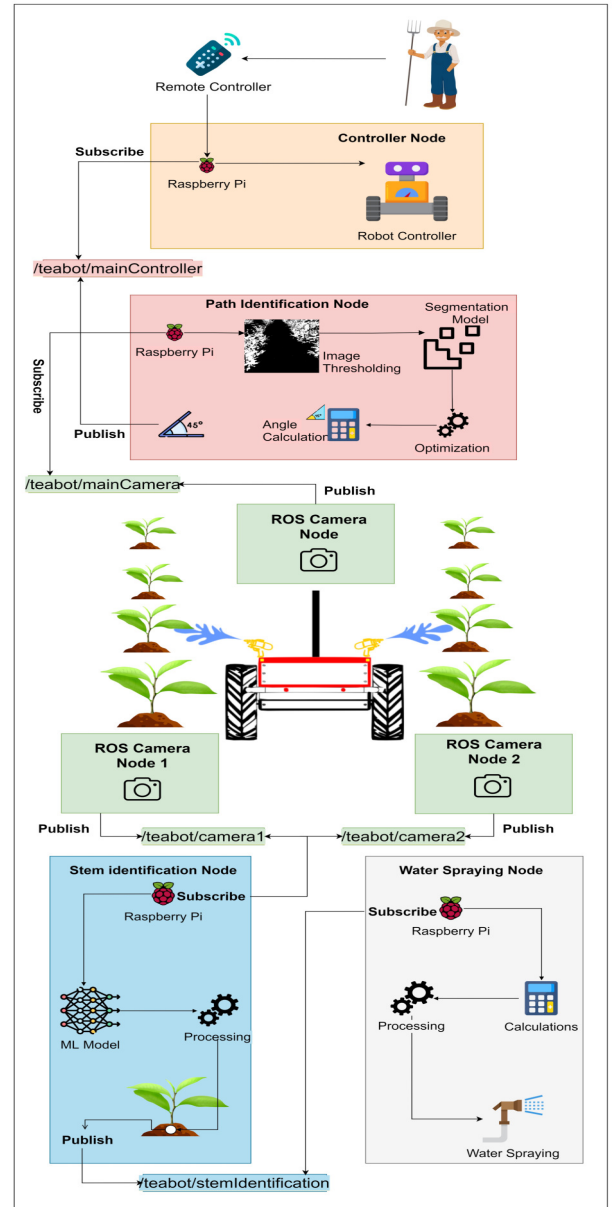 Remote Controller
Controller Node
Subscribe
Raspberry Pi
Robot Controller
/teabot/mainController
Path Identification Node
Segmentation
Model
Raspberry Pi
Image
Thresholding
Subscribe
45°
Publish
Angle
Calculation
Optimization
/teabot/mainCamera
Publish
ROS Camera
Node
ROS Camera
Node 1
ROS Camera
Node 2
Publish
/teabot/camera1
/teabot/camera2
Publish
Stem identification Node
Subscribe
Raspberry Pi
ML Model
Processing
Publish
/teabot/stemIdentification
Water Spraying Node
Subscribe
Raspberry Pi
Processing
Calculations
Water Spraying